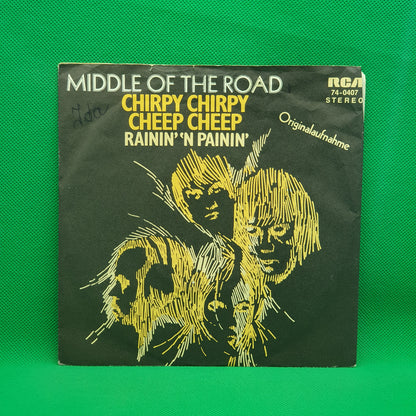 MIDDLE OF THE ROAD
RCA
74-0407
STEREO
CHIRPY CHIRPY
CHEEP CHEEP
RAININ' 'N PAININ'
Originalaufnahme